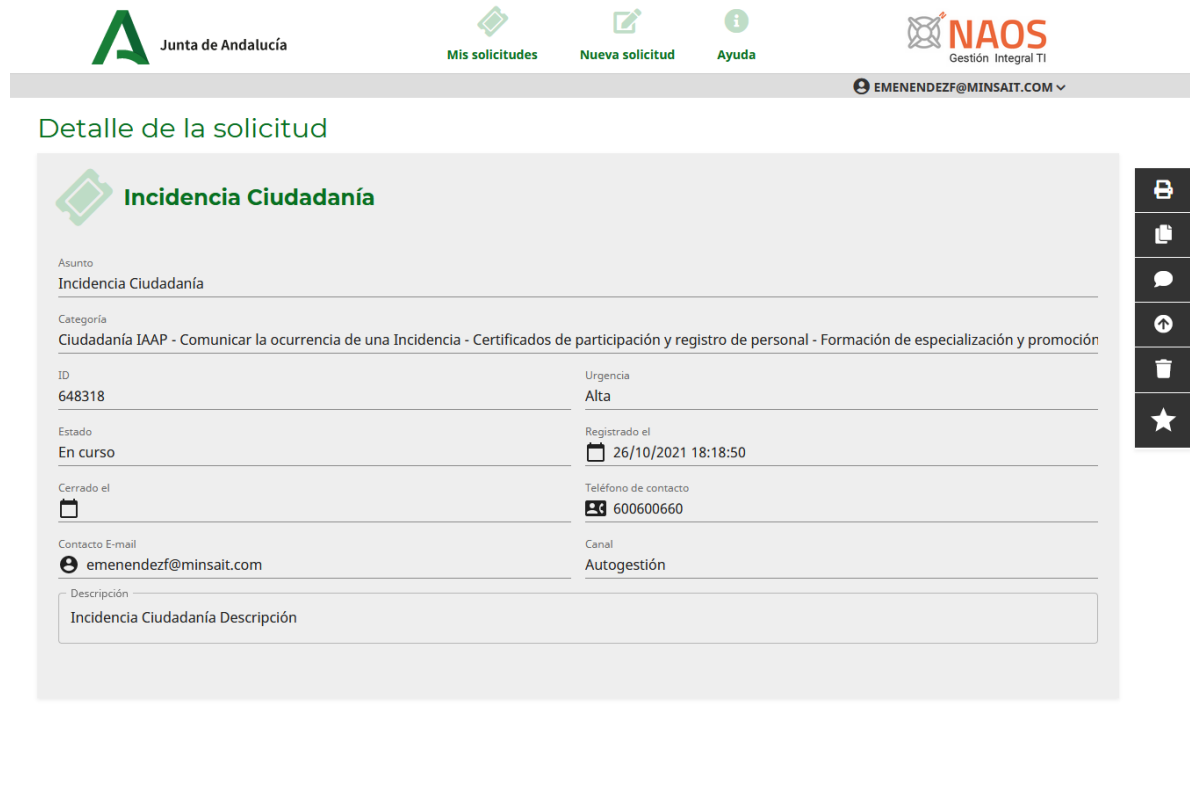 Junta de Andalucía
Mis solicitudes
Nueva solicitud
Ayuda
NAOS
Gestión Integral TI
EMENENDEZF@MINSAIT.COM
Detalle de la solicitud
Incidencia Ciudadanía
Asunto
Incidencia Ciudadanía
Categoría
Ciudadanía IAAP - Comunicar la ocurrencia de una Incidencia - Certificados de participación y registro de personal - Formación de especialización y promoción
ID
648318
Urgencia
Alta
Estado
En curso
Registrado el
26/10/2021 18:18:50
Cerrado el
Teléfono de contacto
600600660
Contacto E-mail
emenendezf@minsait.com
Canal
Autogestión
Descripción
Incidencia Ciudadanía Descripción